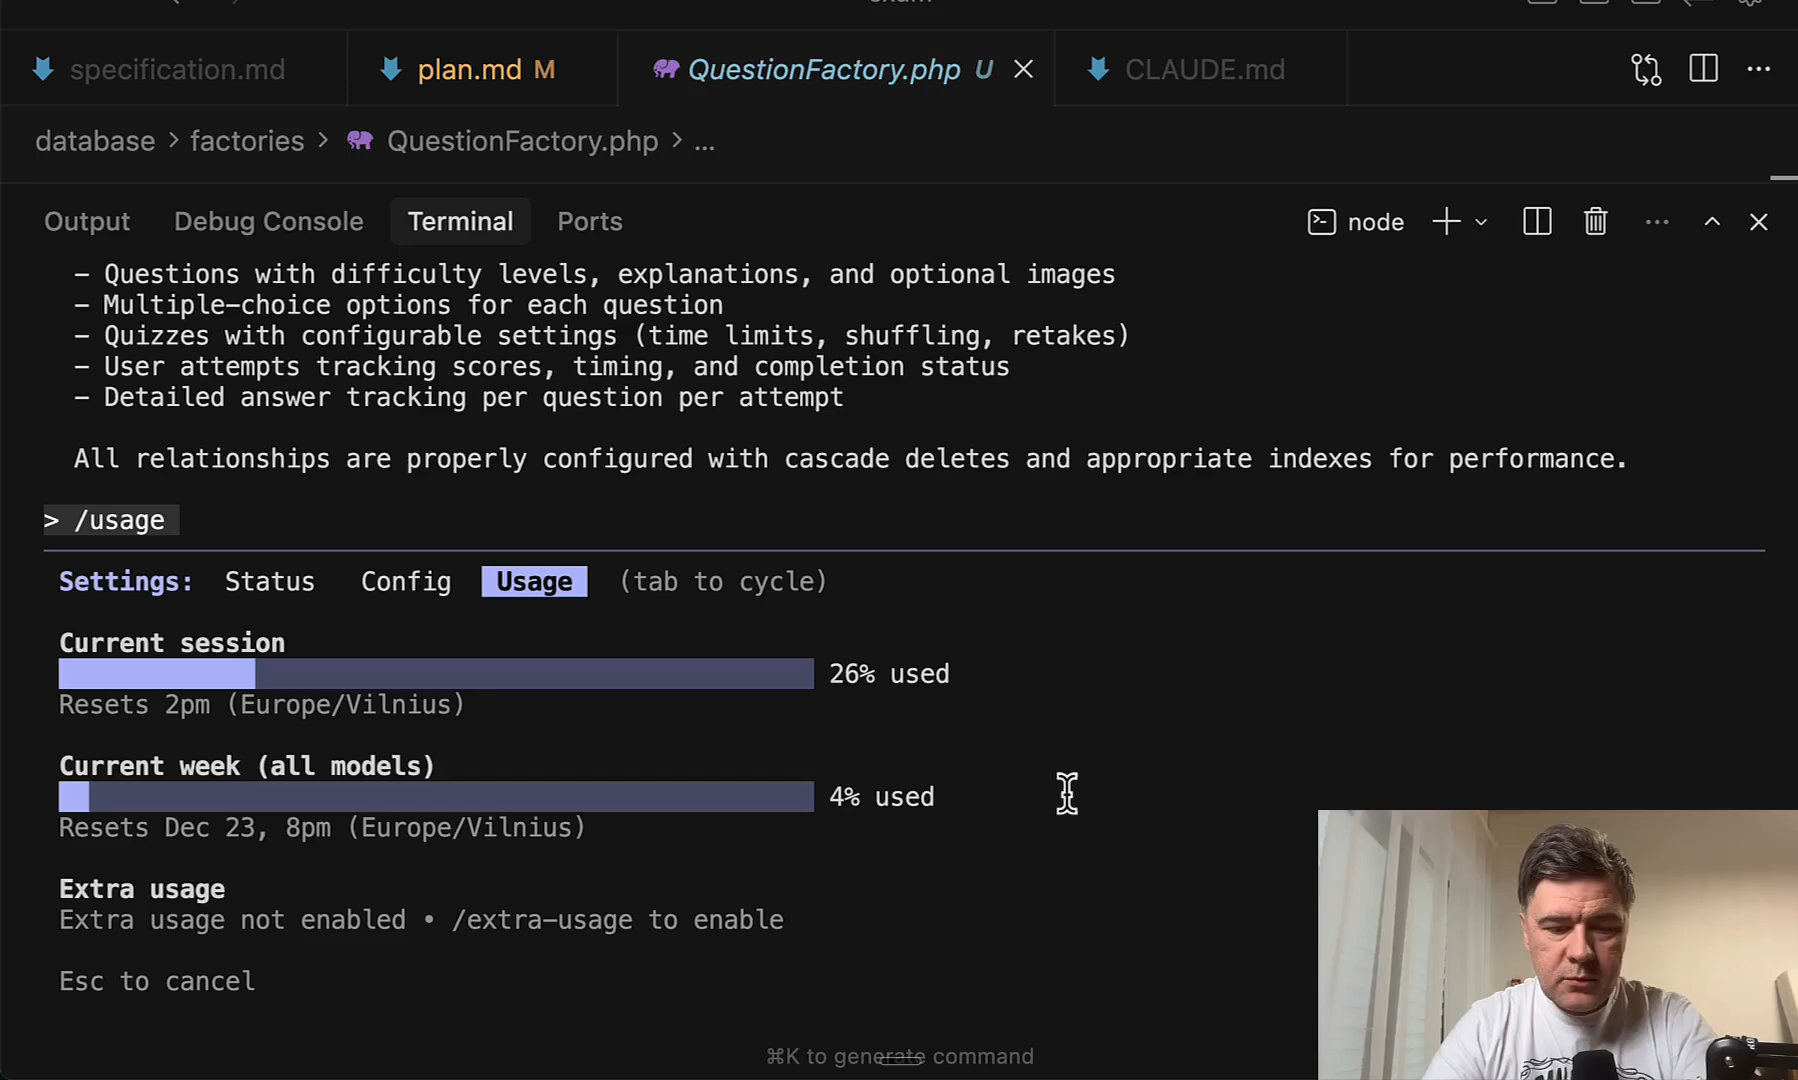 specification.md
plan.md M
QuestionFactory.php U
CLAUDE.md
database > factories > QuestionFactory.php > ...
Output Debug Console Terminal Ports
node
– Questions with difficulty levels, explanations, and optional images
– Multiple-choice options for each question
– Quizzes with configurable settings (time limits, shuffling, retakes)
– User attempts tracking scores, timing, and completion status
– Detailed answer tracking per question per attempt
All relationships are properly configured with cascade deletes and appropriate indexes for performance.
> /usage
Settings: Status Config Usage (tab to cycle)
Current session
26% used
Resets 2pm (Europe/Vilnius)
Current week (all models)
4% used
Resets Dec 23, 8pm (Europe/Vilnius)
Extra usage
Extra usage not enabled • /extra-usage to enable
Esc to cancel
⌘K to generate command